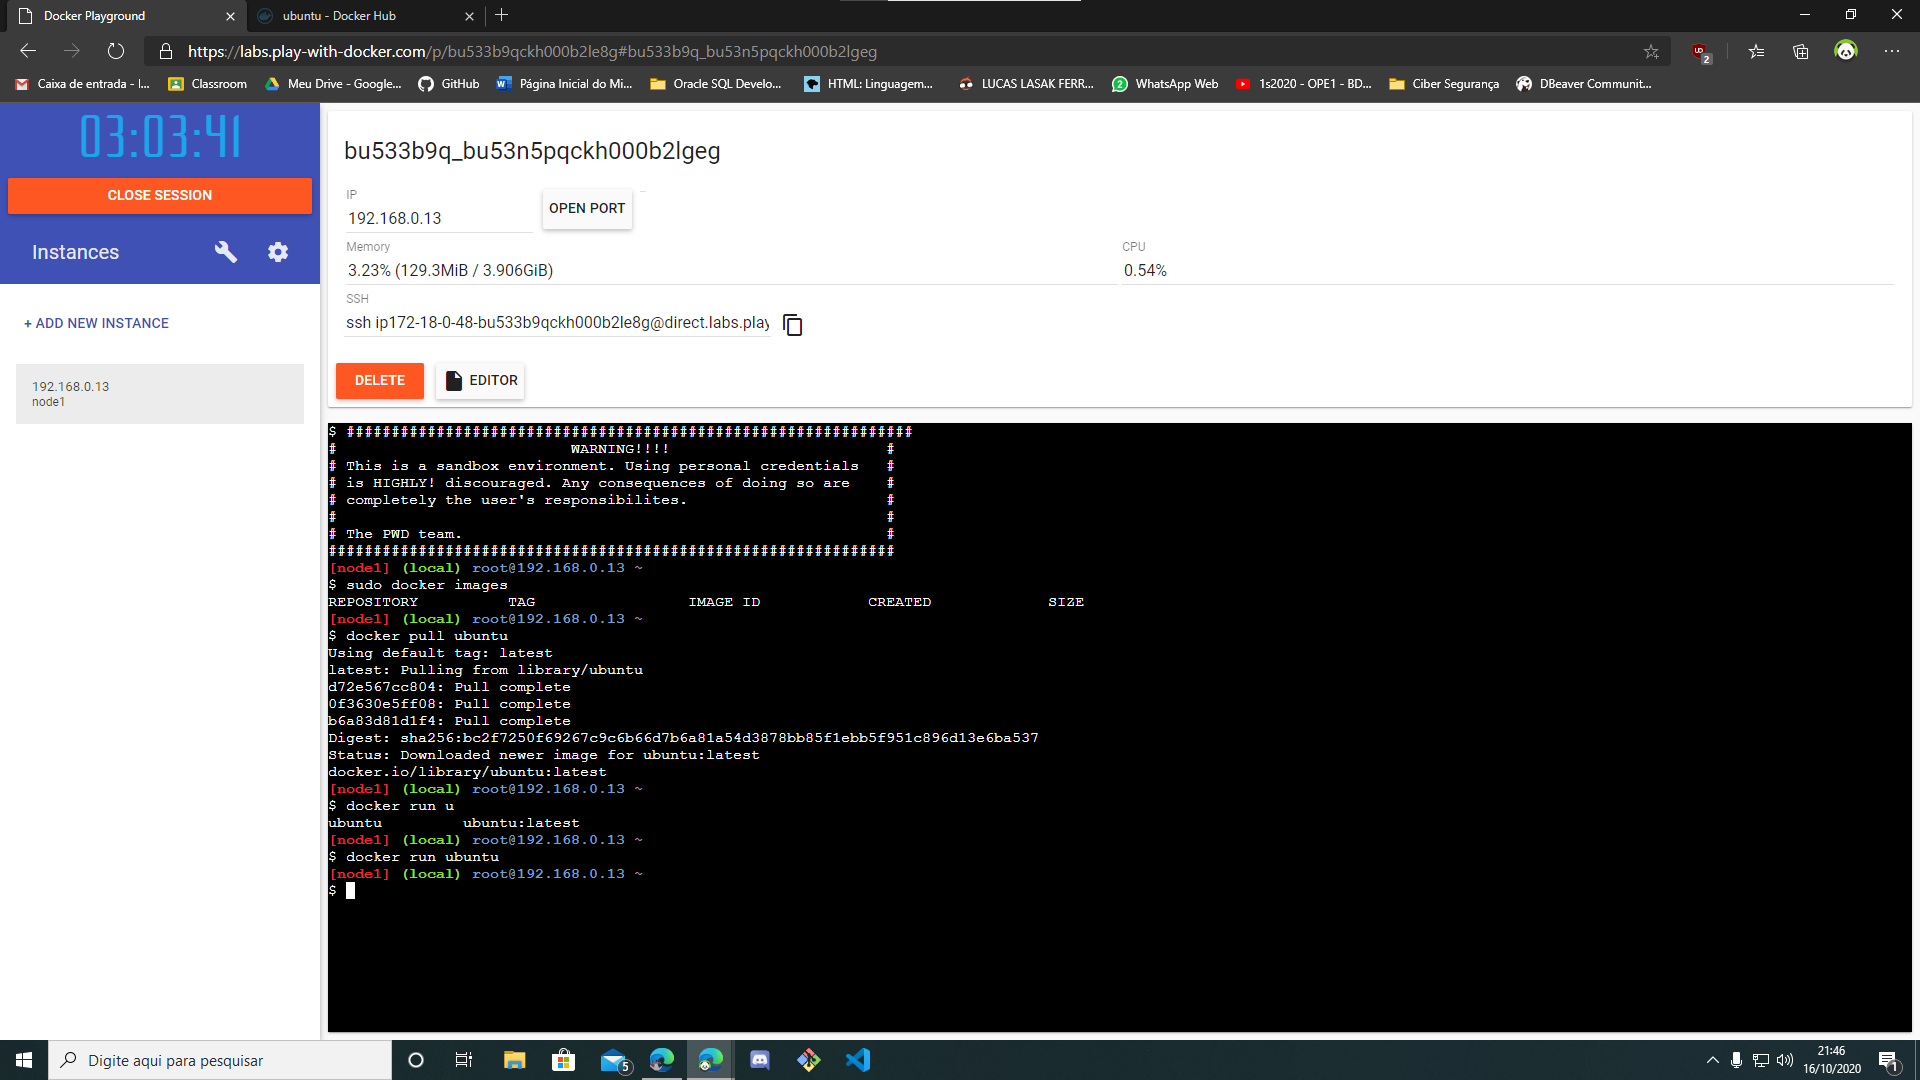 Docker Playground
ubuntu - Docker Hub
https://labs.play-with-docker.com/p/bu533b9qckh000b2le8g#bu533b9q_bu53n5pqckh000b2lgeg
2
Caixa de entrada - l...
Classroom
Meu Drive - Google...
GitHub
Página Inicial do Mi...
Oracle SQL Develo...
HTML: Linguagem...
LUCAS LASAK FERR...
WhatsApp Web
1s2020 - OPE1 - BD...
Ciber Segurança
DBeaver Communit...
03:03:41
CLOSE SESSION
Instances
+ ADD NEW INSTANCE
192.168.0.13
node1
bu533b9q_bu53n5pqckh000b2lgeg
IP
192.168.0.13
OPEN PORT
Memory
3.23% (129.3MiB / 3.906GiB)
CPU
0.54%
SSH
ssh ip172-18-0-48-bu533b9qckh000b2le8g@direct.labs.play
DELETE
EDITOR
$ ###############################################################
#                          WARNING!!!!                        #
# This is a sandbox environment. Using personal credentials   #
# is HIGHLY! discouraged. Any consequences of doing so are    #
# completely the user's responsibilites.                      #
#                                                             #
# The PWD team.                                               #
###############################################################
[node1] (local) root@192.168.0.13 ~
$ sudo docker images
REPOSITORY          TAG                 IMAGE ID            CREATED             SIZE
[node1] (local) root@192.168.0.13 ~
$ docker pull ubuntu
Using default tag: latest
latest: Pulling from library/ubuntu
d72e567cc804: Pull complete
0f3630e5ff08: Pull complete
b6a83d81d1f4: Pull complete
Digest: sha256:bc2f7250f69267c9c6b66d7b6a81a54d3878bb85f1ebb5f951c896d13e6ba537
Status: Downloaded newer image for ubuntu:latest
docker.io/library/ubuntu:latest
[node1] (local) root@192.168.0.13 ~
$ docker run u
ubuntu         ubuntu:latest
[node1] (local) root@192.168.0.13 ~
$ docker run ubuntu
[node1] (local) root@192.168.0.13 ~
$
Digite aqui para pesquisar
5
21:46
16/10/2020
1